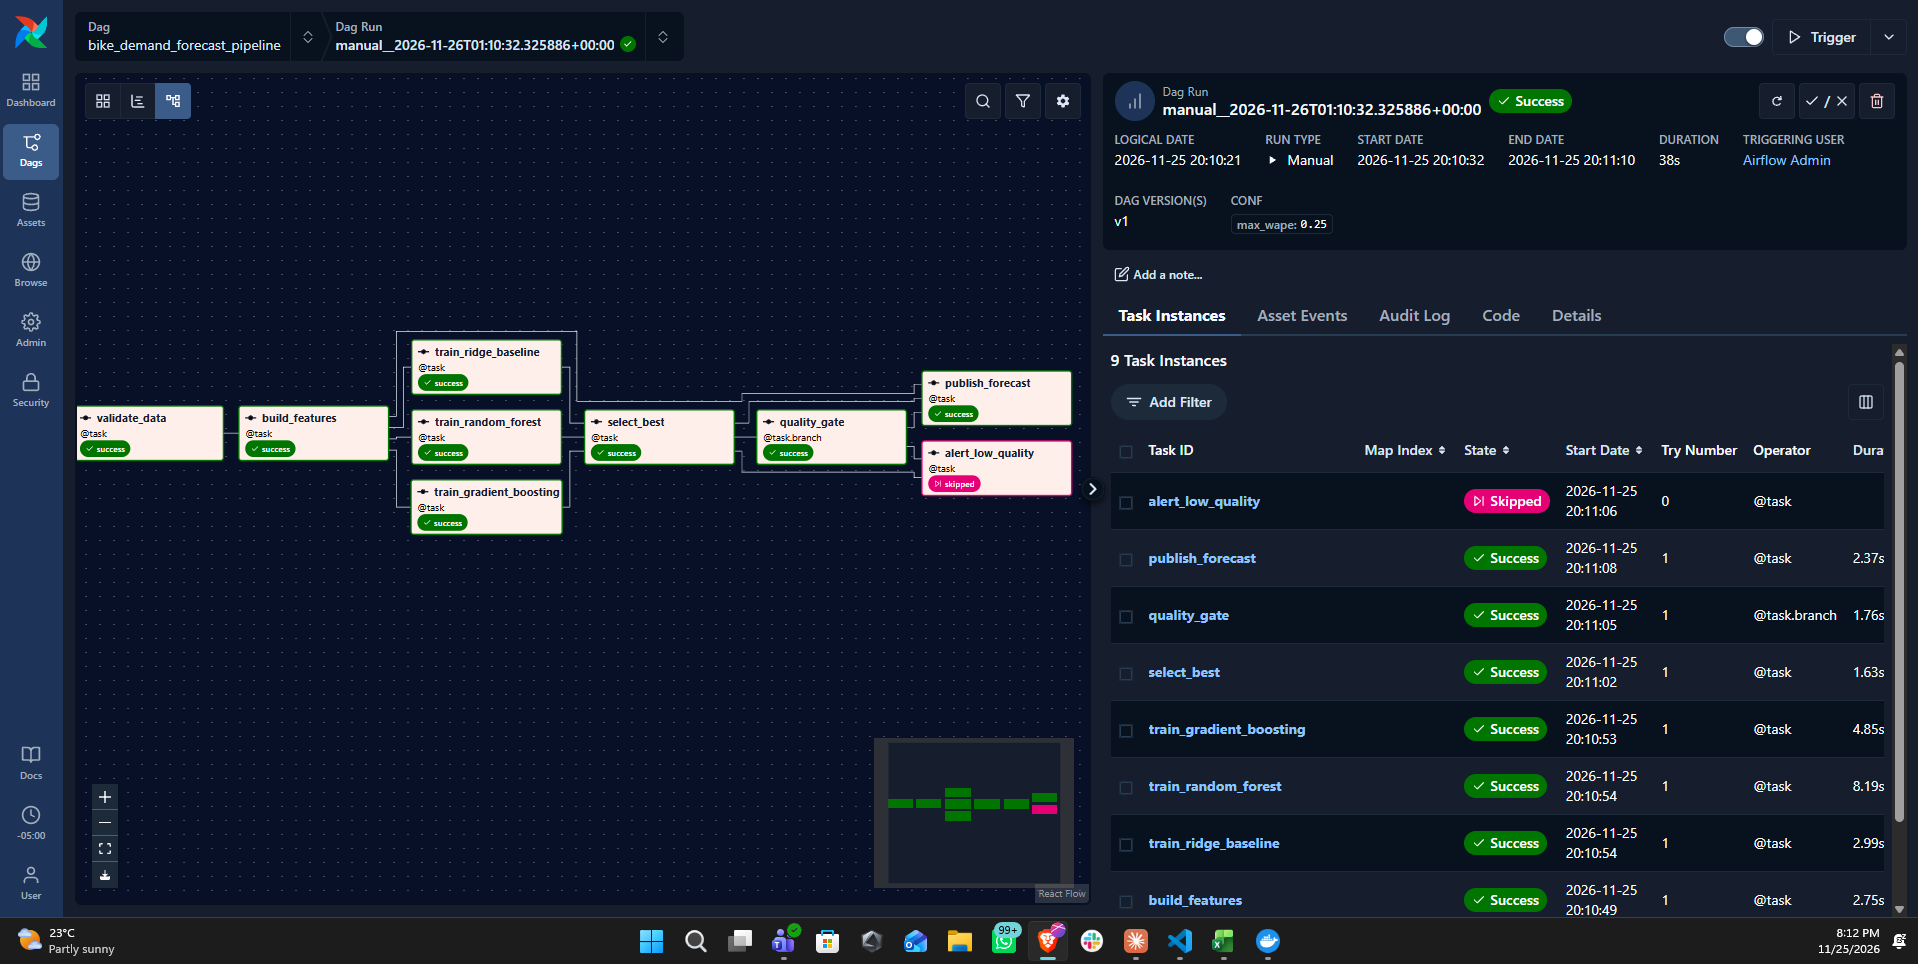 Dag
bike_demand_forecast_pipeline
Dag Run
manual__2026-11-26T01:10:32.325886+00:00
Trigger
Dashboard
Dags
Assets
Browse
Admin
Security
Docs
-05:00
User
validate_data
@task
success
build_features
@task
success
train_ridge_baseline
@task
success
train_random_forest
@task
success
train_gradient_boosting
@task
success
select_best
@task
success
quality_gate
@task.branch
success
publish_forecast
@task
success
alert_low_quality
@task
skipped
React Flow
Dag Run
manual__2026-11-26T01:10:32.325886+00:00
Success
/
LOGICAL DATE
2026-11-25 20:10:21
RUN TYPE
Manual
START DATE
2026-11-25 20:10:32
END DATE
2026-11-25 20:11:10
DURATION
38s
TRIGGERING USER
Airflow Admin
DAG VERSION(S)
v1
CONF
max_wape: 0.25
Add a note...
Task Instances Asset Events Audit Log Code Details
9 Task Instances
Add Filter
Task ID Map Index State Start Date Try Number Operator Dura
alert_low_quality Skipped 2026-11-25 20:11:06 0 @task
publish_forecast Success 2026-11-25 20:11:08 1 @task 2.37s
quality_gate Success 2026-11-25 20:11:05 1 @task.branch 1.76s
select_best Success 2026-11-25 20:11:02 1 @task 1.63s
train_gradient_boosting Success 2026-11-25 20:10:53 1 @task 4.85s
train_random_forest Success 2026-11-25 20:10:54 1 @task 8.19s
train_ridge_baseline Success 2026-11-25 20:10:54 1 @task 2.99s
build_features Success 2026-11-25 20:10:49 1 @task 2.75s
23°C
Partly sunny
99+
8:12 PM
11/25/2026